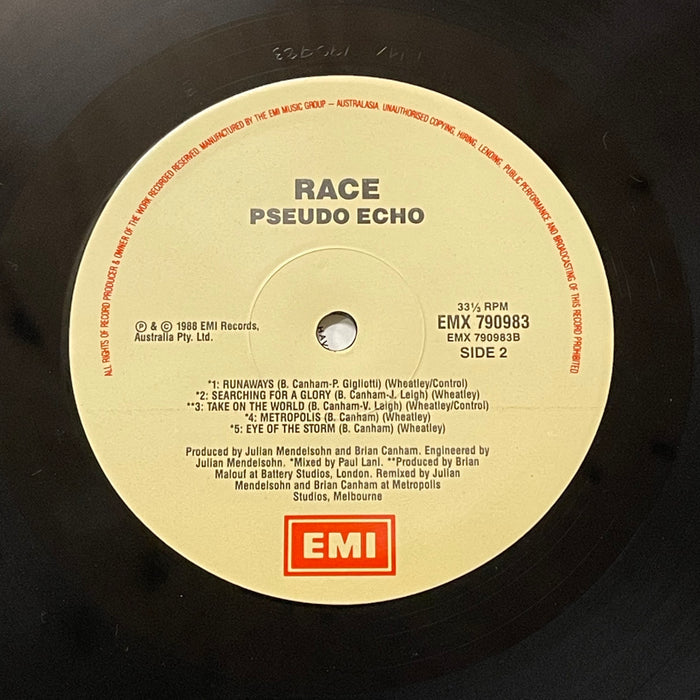 ALL RIGHTS OF RECORD PRODUCER & OWNER OF THE WORK RECORDED RESERVED. MANUFACTURED BY THE EMI MUSIC GROUP – AUSTRALASIA. UNAUTHORISED COPYING, HIRING, LENDING, PUBLIC PERFORMANCE AND BROADCASTING OF THIS RECORD PROHIBITED
RACE
PSEUDO ECHO
Ⓟ & © 1988 EMI Records,
Australia Pty. Ltd.
33⅓ RPM
EMX 790983
EMX 790983B
SIDE 2
*1: RUNAWAYS (B. Canham-P. Gigliotti) (Wheatley/Control)
*2: SEARCHING FOR A GLORY (B. Canham-J. Leigh) (Wheatley)
**3: TAKE ON THE WORLD (B. Canham-V. Leigh) (Wheatley/Control)
*4: METROPOLIS (B. Canham) (Wheatley)
*5: EYE OF THE STORM (B. Canham) (Wheatley)
Produced by Julian Mendelsohn and Brian Canham. Engineered by
Julian Mendelsohn. *Mixed by Paul Lani. **Produced by Brian
Malouf at Battery Studios, London. Remixed by Julian
Mendelsohn and Brian Canham at Metropolis
Studios, Melbourne
EMI